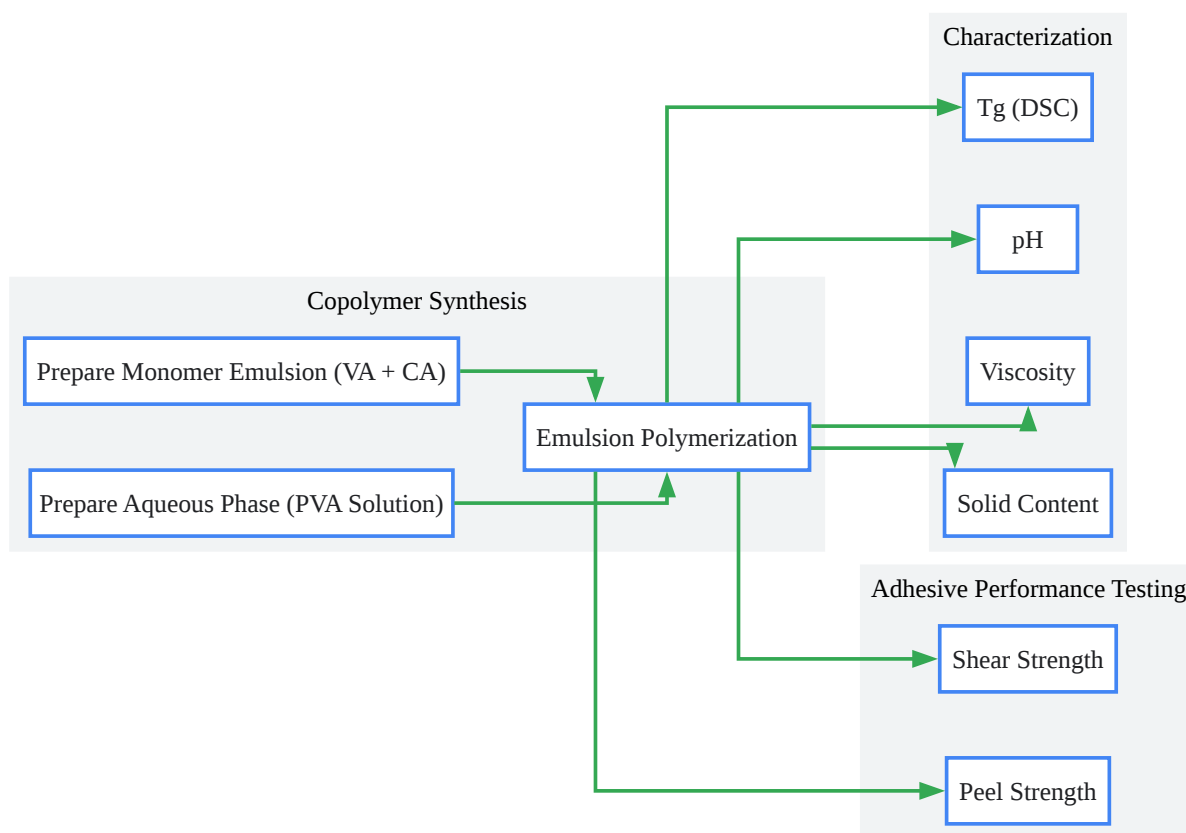 Copolymer Synthesis
Prepare Monomer Emulsion (VA + CA)
Prepare Aqueous Phase (PVA Solution)
Emulsion Polymerization
Characterization
Tg (DSC)
pH
Viscosity
Solid Content
Adhesive Performance Testing
Shear Strength
Peel Strength